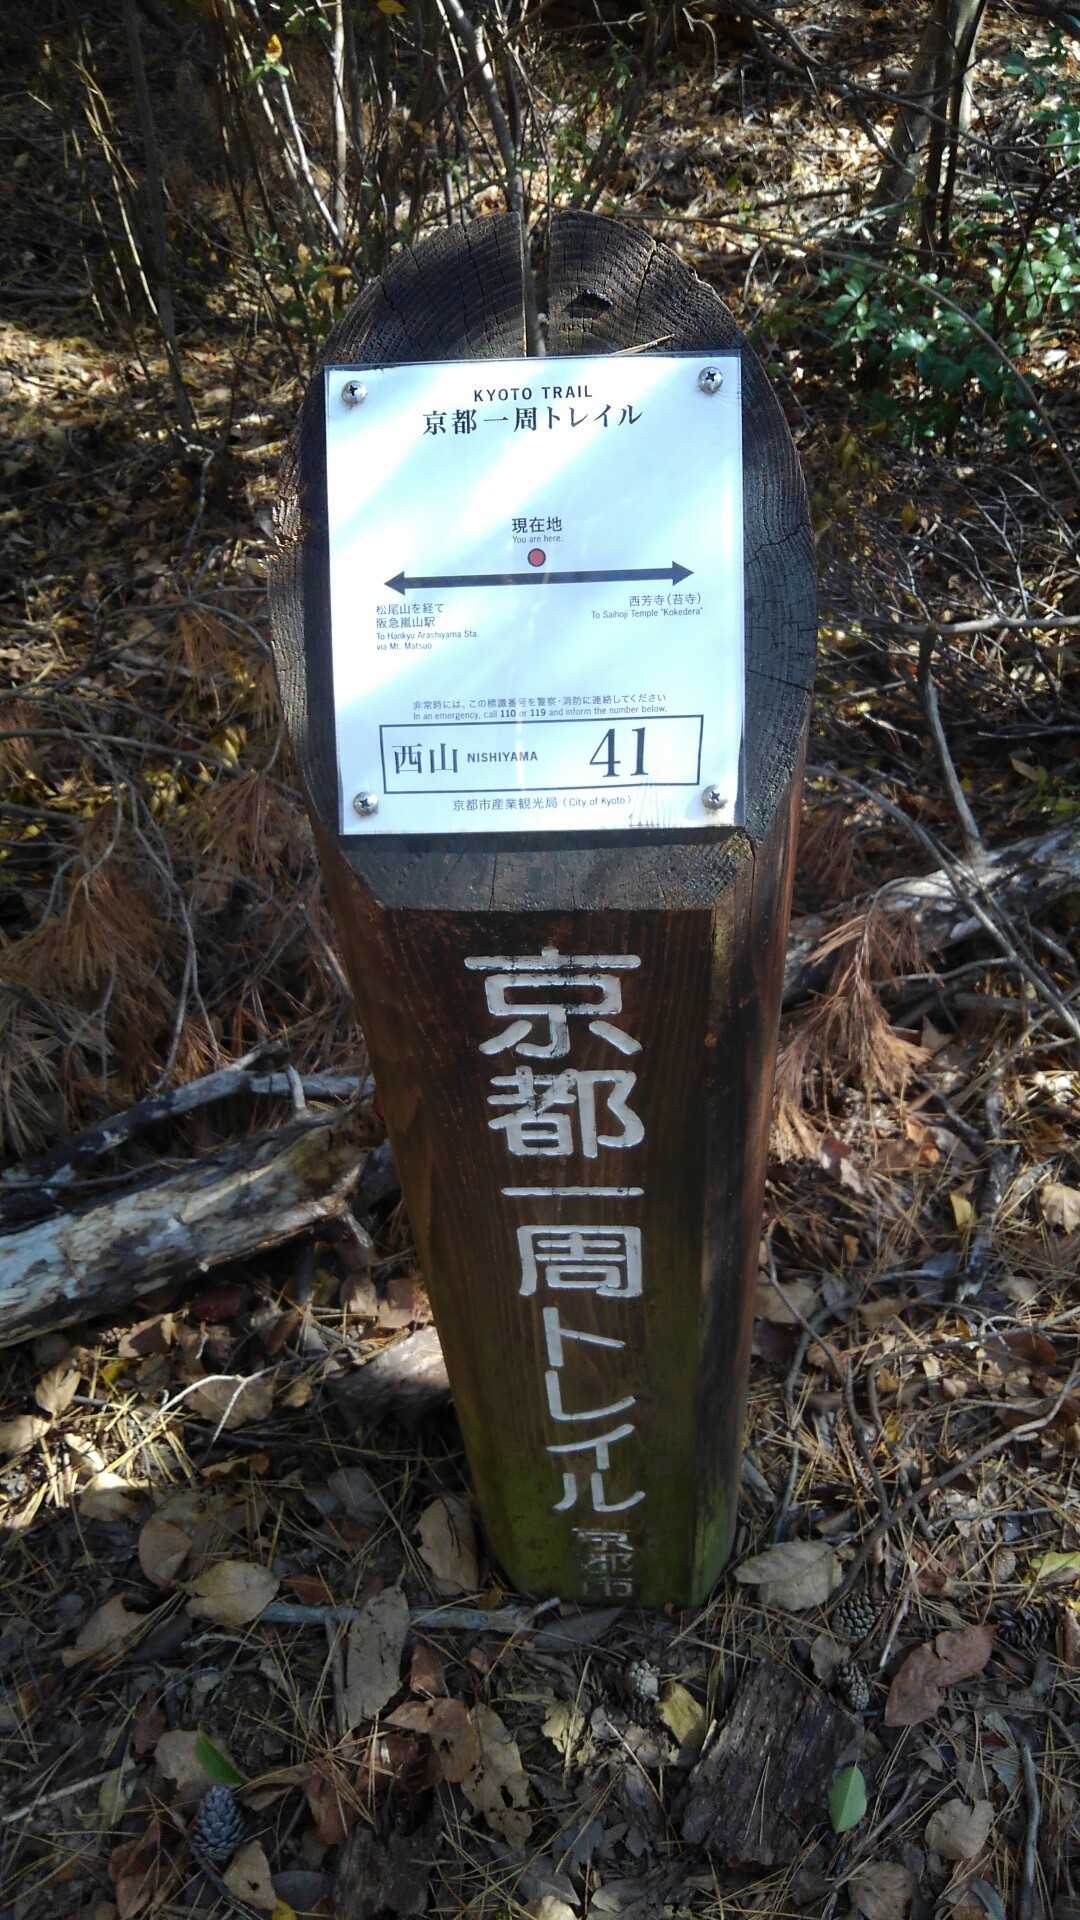 KYOTO TRAIL
京都一周トレイル
現在地
You are here.
松尾山を経て
阪急嵐山駅
To Hankyu Arashiyama Sta.
via Mt. Matsuo
西芳寺(苔寺)
To Saihoji Temple "Kokedera"
非常時には、この標識番号を警察・消防に連絡してください
In an emergency, call 110 or 119 and inform the number below.
西山 NISHIYAMA 41
京都市産業観光局 (City of Kyoto)
京都一周トレイル
京都市